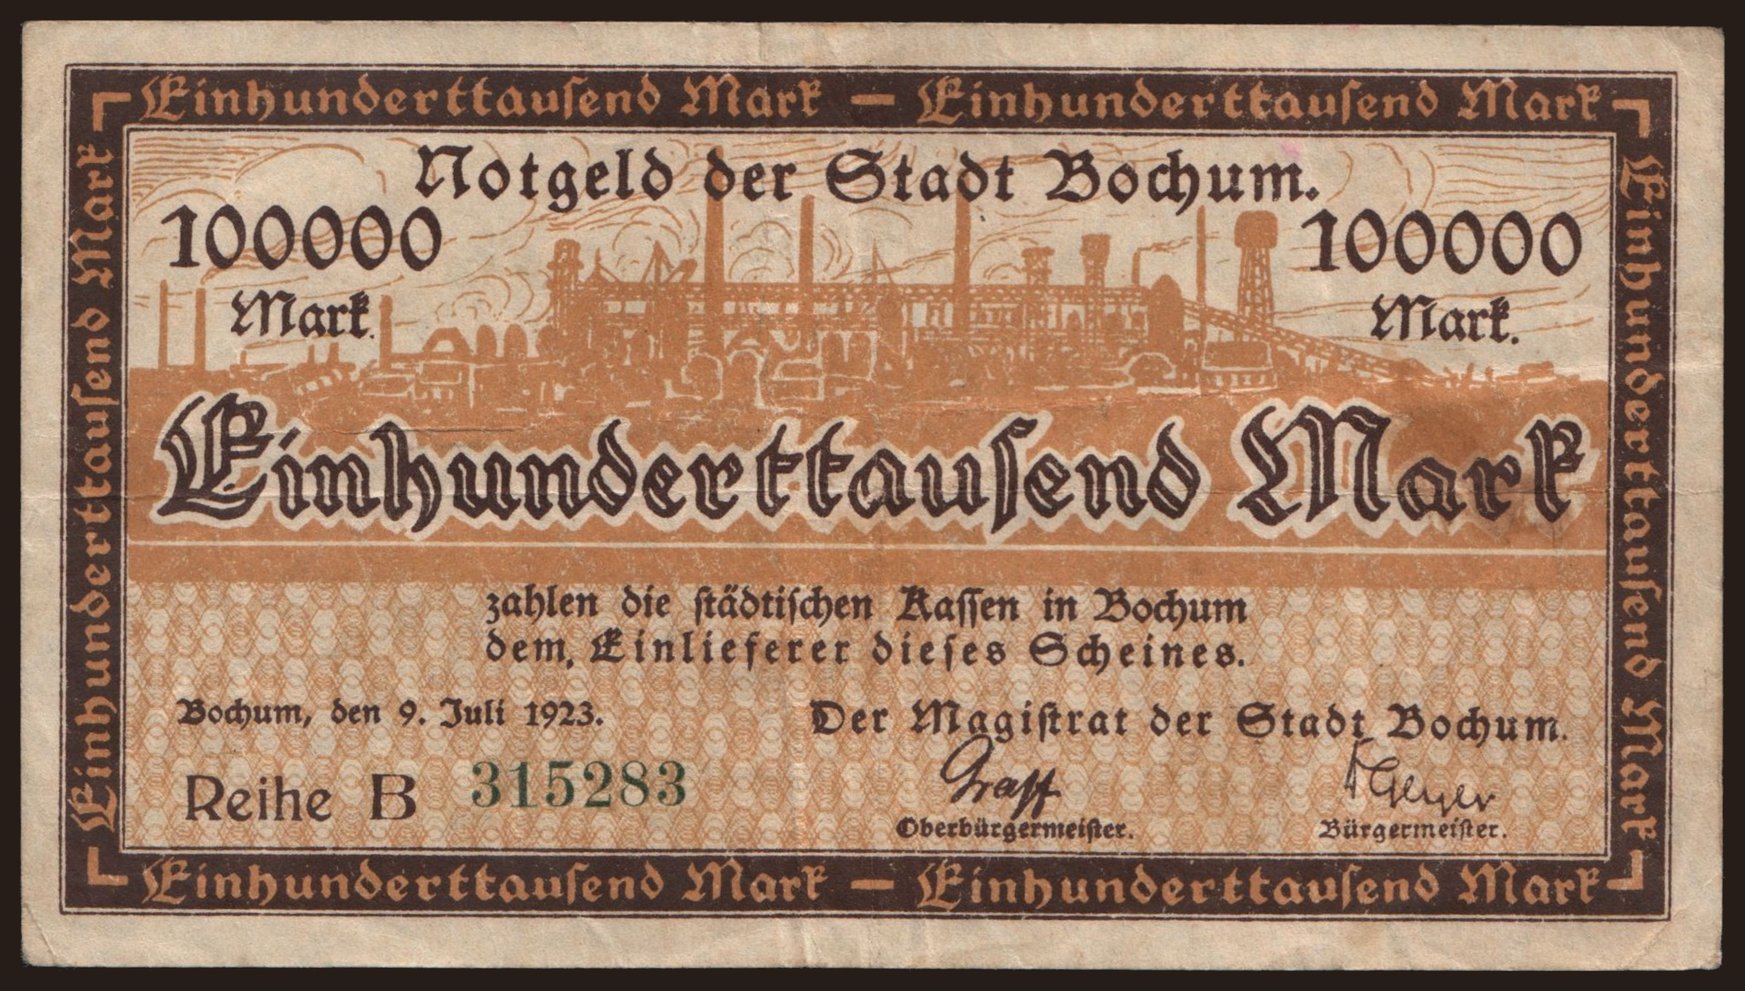 Einhunderttausend Mark — Einhunderttausend Mark
Einhunderttausend Mark
Einhunderttausend Mark
Notgeld der Stadt Bochum.
100000
Mark.
100000
Mark.
Einhunderttausend Mark
zahlen die städtischen Kassen in Bochum
dem Einlieferer dieses Scheines.
Bochum, den 9. Juli 1923.
Der Magistrat der Stadt Bochum.
Reihe B 315283
Graff
Geyer
Oberbürgermeister.
Bürgermeister.
Einhunderttausend Mark — Einhunderttausend Mark